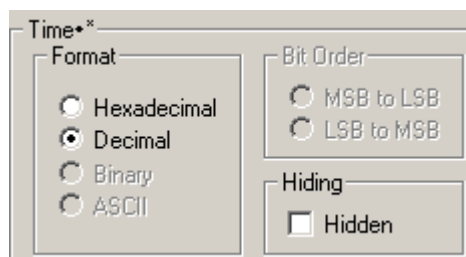 Time•*
Format
Hexadecimal
Decimal
Binary
ASCII
Bit Order
MSB to LSB
LSB to MSB
Hiding
Hidden